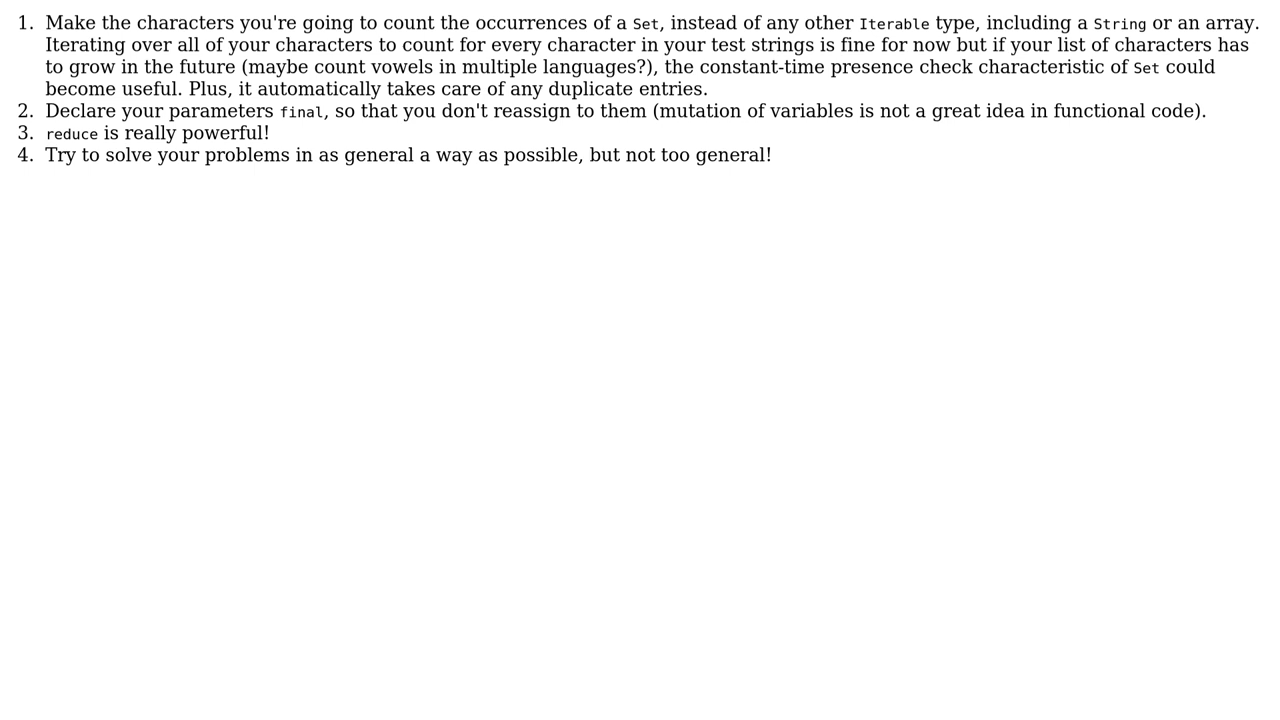 1. Make the characters you're going to count the occurrences of a Set, instead of any other Iterable type, including a String or an array.
Iterating over all of your characters to count for every character in your test strings is fine for now but if your list of characters has
to grow in the future (maybe count vowels in multiple languages?), the constant-time presence check characteristic of Set could
become useful. Plus, it automatically takes care of any duplicate entries.
2. Declare your parameters final, so that you don't reassign to them (mutation of variables is not a great idea in functional code).
3. reduce is really powerful!
4. Try to solve your problems in as general a way as possible, but not too general!